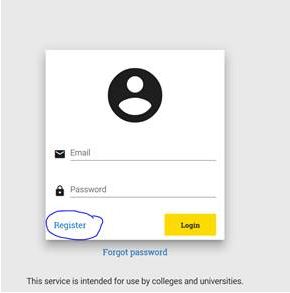 Email
Password
Register Login
Forgot password
This service is intended for use by colleges and universities.